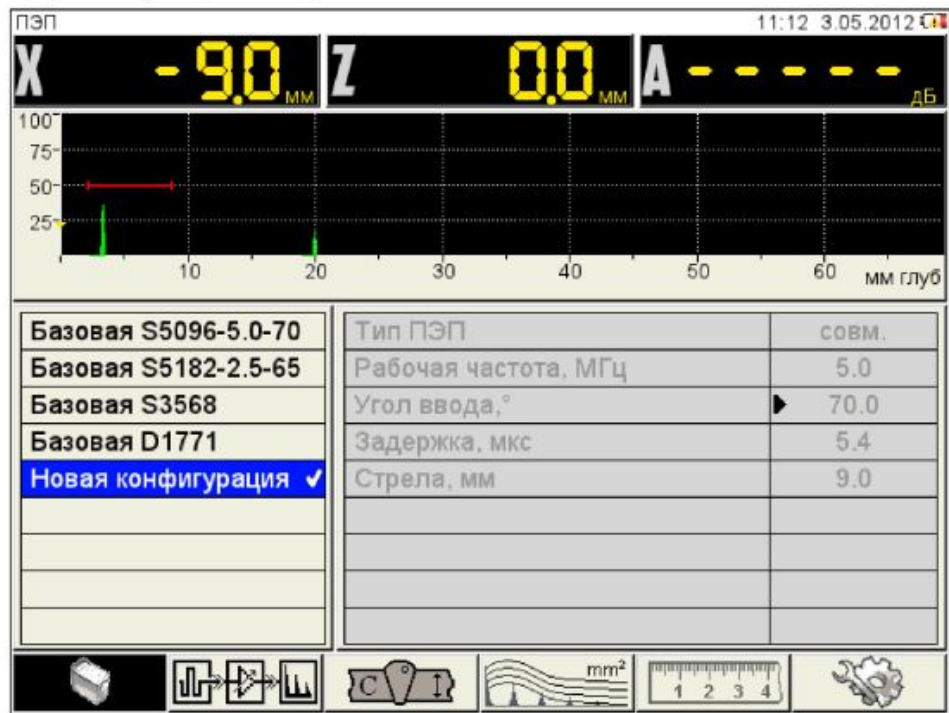 ПЭП 11:12 3.05.2012
X -9.0 мм Z 0.0 мм A - - - - - дБ
100
75
50
25
10 20 30 40 50 60 мм глуб
Базовая S5096-5.0-70 Тип ПЭП совм.
Базовая S5182-2.5-65 Рабочая частота, МГц 5.0
Базовая S3568 Угол ввода,° 70.0
Базовая D1771 Задержка, мкс 5.4
Новая конфигурация ✓ Стрела, мм 9.0
C mm² 1 2 3 4